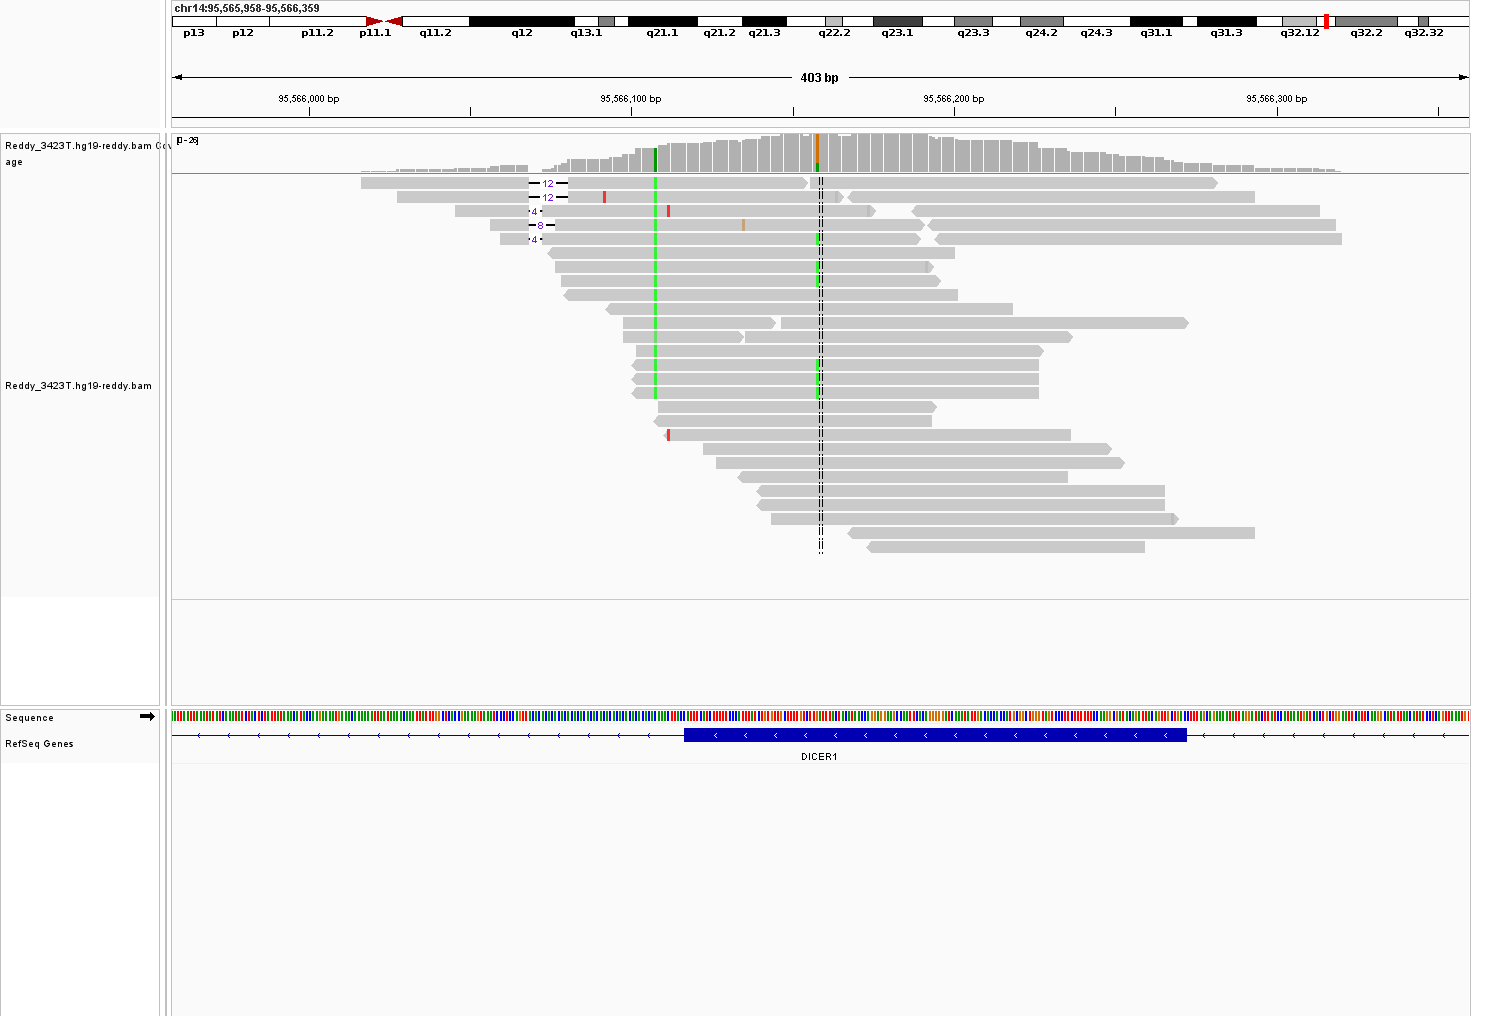 chr14:95,565,958-95,566,359
p13 p12 p11.2 p11.1 q11.2 q12 q13.1 q21.1 q21.2 q21.3 q22.2 q23.1 q23.3 q24.2 q24.3 q31.1 q31.3 q32.12 q32.2 q32.32
403 bp
95,566,000 bp 95,566,100 bp 95,566,200 bp 95,566,300 bp
Reddy_3423T.hg19-reddy.bam Cov
age
[0-26]
12
12
4
8
4
Reddy_3423T.hg19-reddy.bam
Sequence
RefSeq Genes
DICER1